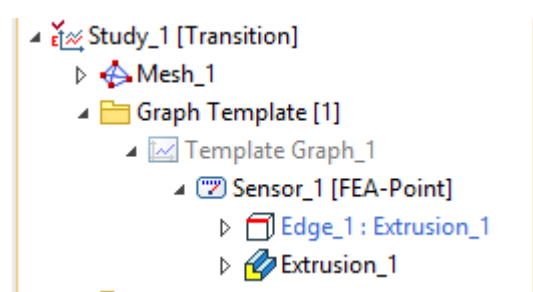 Study_1 [Transition]
Mesh_1
Graph Template [1]
Template Graph_1
Sensor_1 [FEA-Point]
Edge_1 : Extrusion_1
Extrusion_1